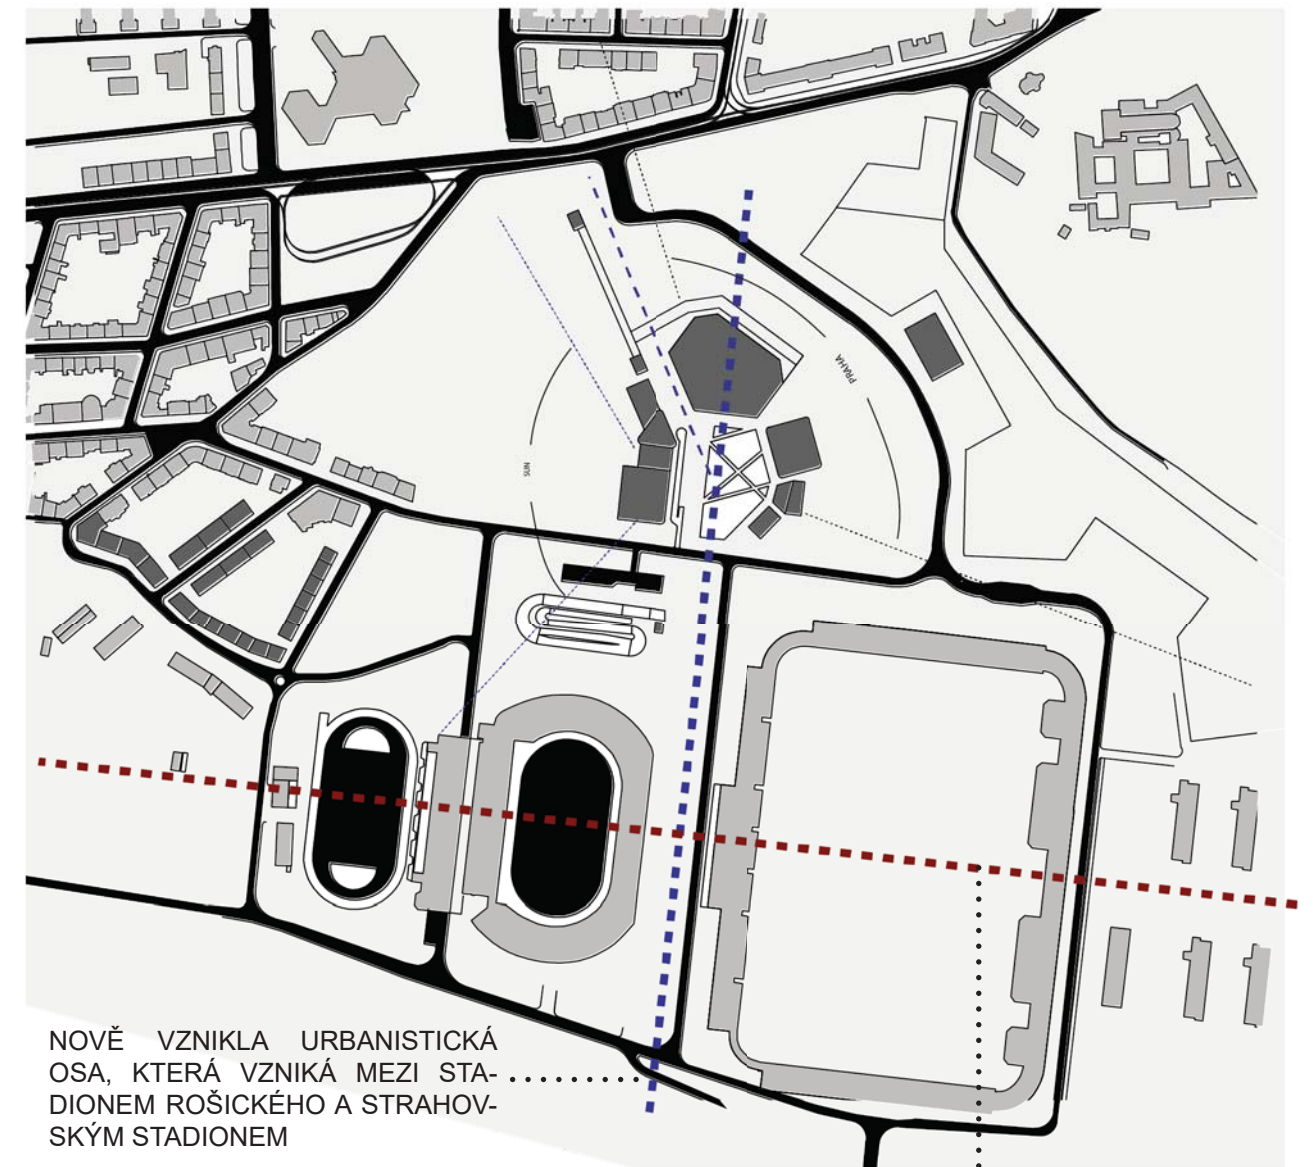 PRAHA
SUN
NOVĚ VZNIKLA URBANISTICKÁ
OSA, KTERÁ VZNIKÁ MEZI STA-
DIONEM ROŠICKÉHO A STRAHOV-
SKÝM STADIONEM